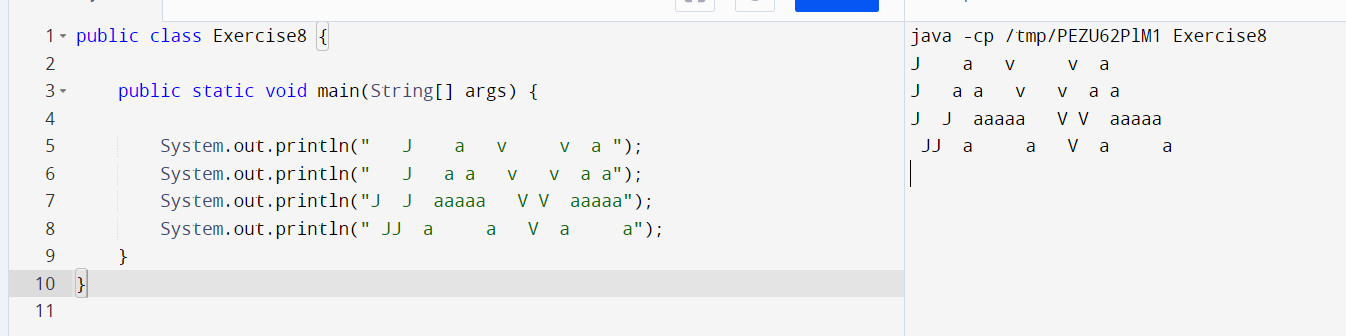 1 public class Exercise8 {
2
3     public static void main(String[] args) {
4
5         System.out.println("   J    a   v     v  a ");
6         System.out.println("   J   a a   v   v  a a");
7         System.out.println("J  J  aaaaa   V V  aaaaa");
8         System.out.println(" JJ  a     a   V  a     a");
9     }
10 }
11
java -cp /tmp/PEZU62PlM1 Exercise8
J    a   v     v  a
J   a a   v   v  a a
J  J  aaaaa   V V  aaaaa
 JJ  a     a   V  a     a